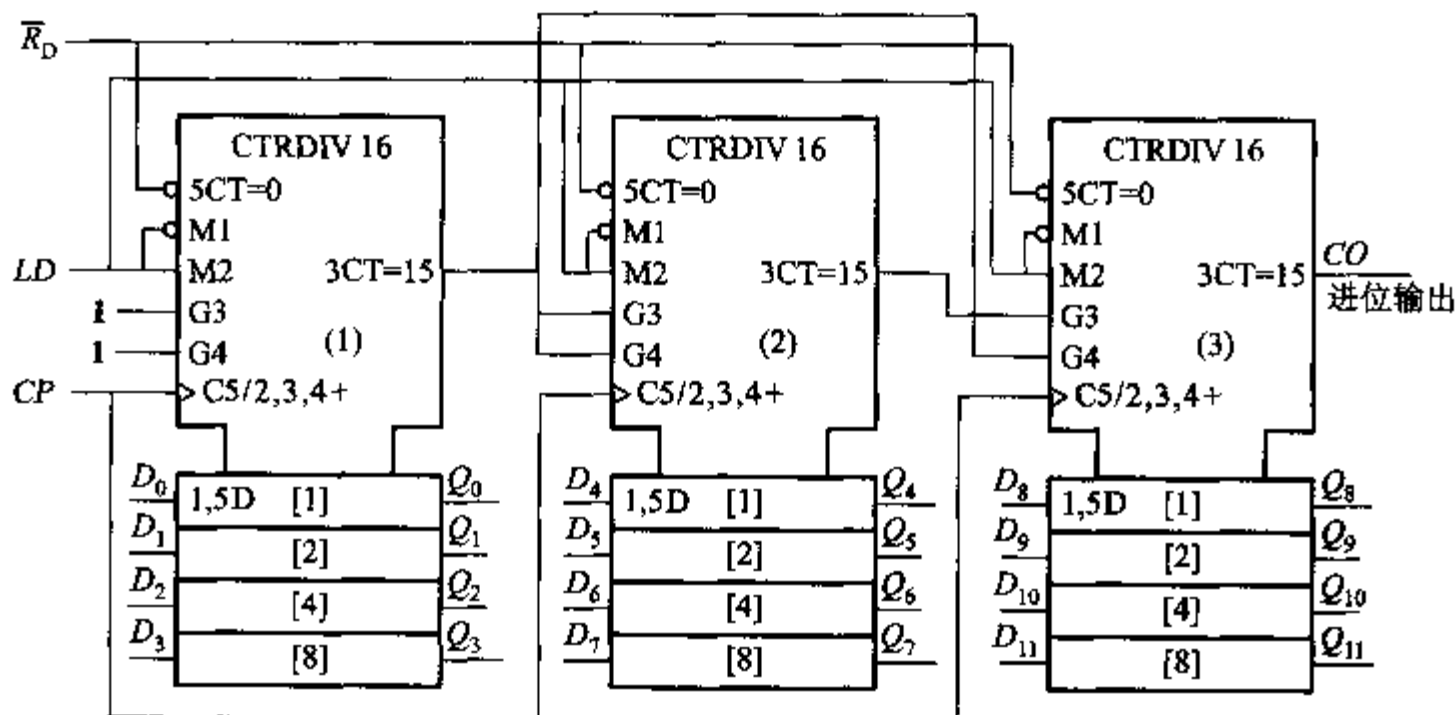 R̅_D
LD
1
1
CP
CTRDIV 16
5CT=0
M1
M2
3CT=15
G3
G4
(1)
C5/2,3,4+
D₀
1,5D [1]
Q₀
D₁
[2]
Q₁
D₂
[4]
Q₂
D₃
[8]
Q₃
CTRDIV 16
5CT=0
M1
M2
3CT=15
G3
G4
(2)
C5/2,3,4+
D₄
1,5D [1]
Q₄
D₅
[2]
Q₅
D₆
[4]
Q₆
D₇
[8]
Q₇
CTRDIV 16
5CT=0
M1
M2
3CT=15
G3
G4
(3)
C5/2,3,4+
CO
进位输出
D₈
1,5D [1]
Q₈
D₉
[2]
Q₉
D₁₀
[4]
Q₁₀
D₁₁
[8]
Q₁₁